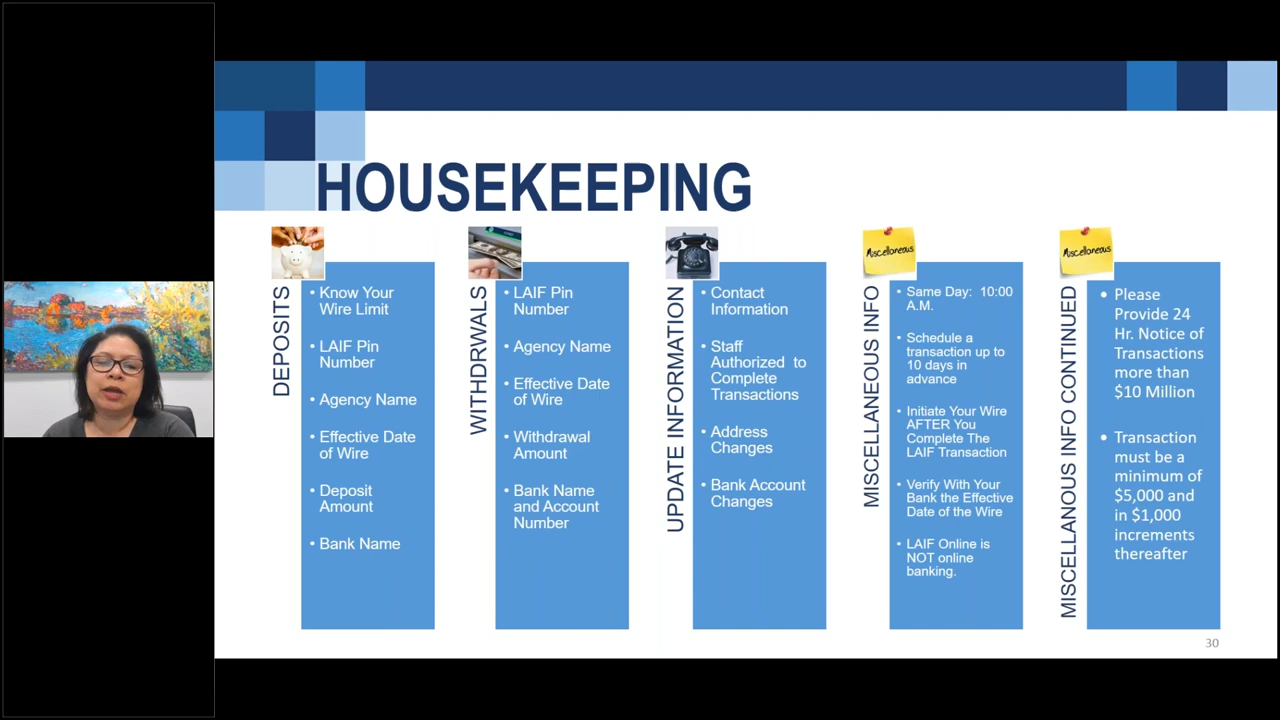 HOUSEKEEPING
DEPOSITS
• Know Your
Wire Limit
• LAIF Pin
Number
• Agency Name
• Effective Date
of Wire
• Deposit
Amount
• Bank Name
WITHDRWALS
• LAIF Pin
Number
• Agency Name
• Effective Date
of Wire
• Withdrawal
Amount
• Bank Name
and Account
Number
UPDATE INFORMATION
• Contact
Information
• Staff
Authorized to
Complete
Transactions
• Address
Changes
• Bank Account
Changes
Miscellaneous
MISCELLANEOUS INFO
• Same Day: 10:00
A.M.
• Schedule a
transaction up to
10 days in
advance
• Initiate Your Wire
AFTER You
Complete The
LAIF Transaction
• Verify With Your
Bank the Effective
Date of the Wire
• LAIF Online is
NOT online
banking.
Miscellaneous
MISCELLANOUS INFO CONTINUED
• Please
Provide 24
Hr. Notice of
Transactions
more than
$10 Million
• Transaction
must be a
minimum of
$5,000 and
in $1,000
increments
thereafter
30